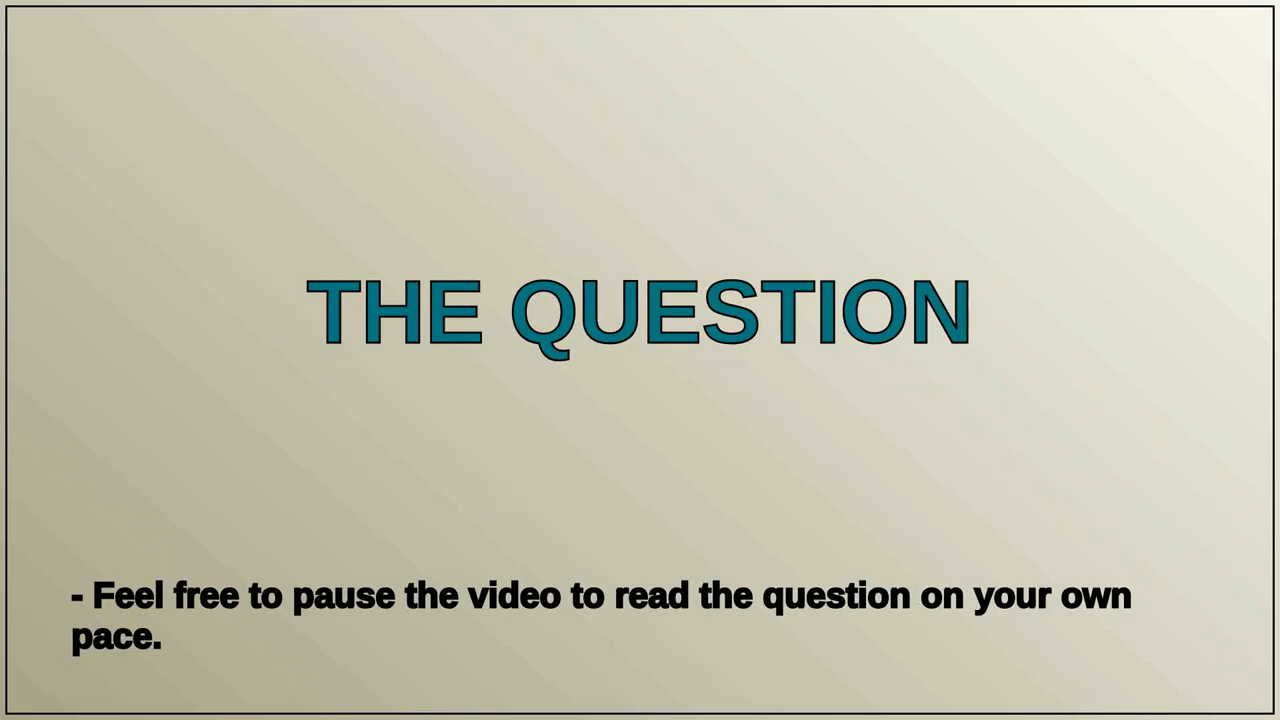 THE QUESTION
- Feel free to pause the video to read the question on your own
pace.